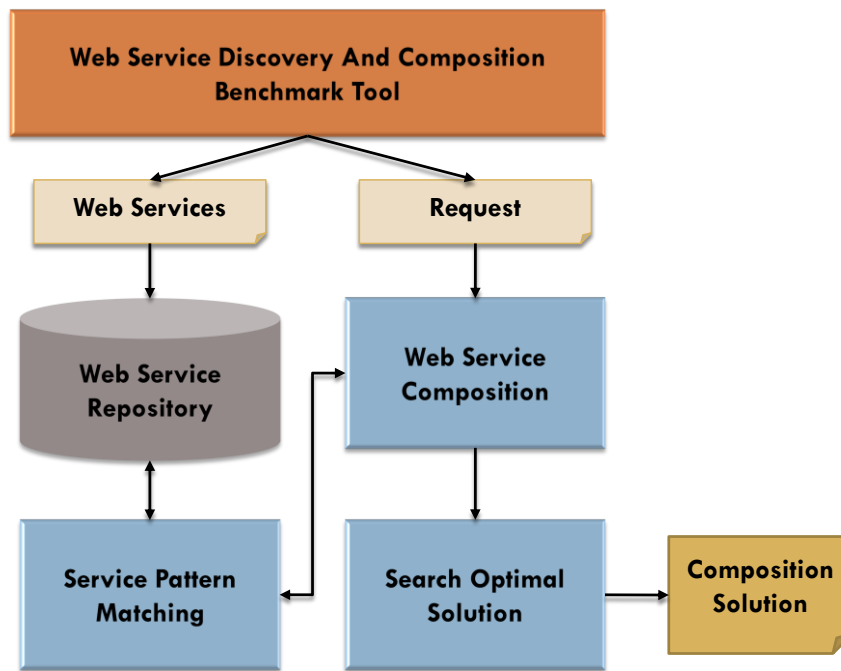 Web Service Discovery And Composition
Benchmark Tool
Web Services
Request
Web Service
Repository
Web Service
Composition
Service Pattern
Matching
Search Optimal
Solution
Composition
Solution